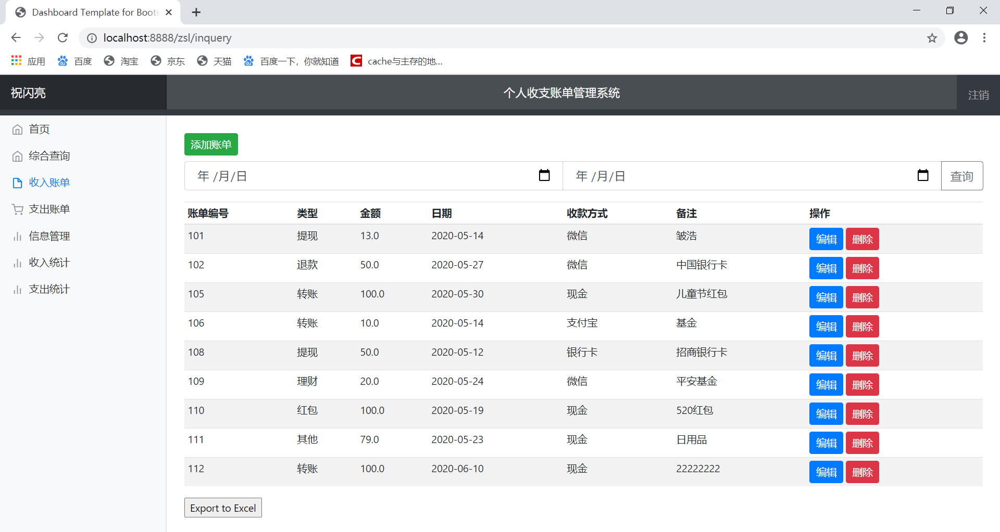 Dashboard Template for Boots
localhost:8888/zsl/inquery
应用 百度 淘宝 京东 天猫 百度一下，你就知道 cache与主存的地...
祝闪亮 个人收支账单管理系统 注销
首页
综合查询
收入账单
支出账单
信息管理
收入统计
支出统计
添加账单
年 /月/日 年 /月/日 查询
账单编号 类型 金额 日期 收款方式 备注 操作
101 提现 13.0 2020-05-14 微信 皱浩 编辑 删除
102 退款 50.0 2020-05-27 微信 中国银行卡 编辑 删除
105 转账 100.0 2020-05-30 现金 儿童节红包 编辑 删除
106 转账 10.0 2020-05-14 支付宝 基金 编辑 删除
108 提现 50.0 2020-05-12 银行卡 招商银行卡 编辑 删除
109 理财 20.0 2020-05-24 微信 平安基金 编辑 删除
110 红包 100.0 2020-05-19 现金 520红包 编辑 删除
111 其他 79.0 2020-05-23 现金 日用品 编辑 删除
112 转账 100.0 2020-06-10 现金 22222222 编辑 删除
Export to Excel